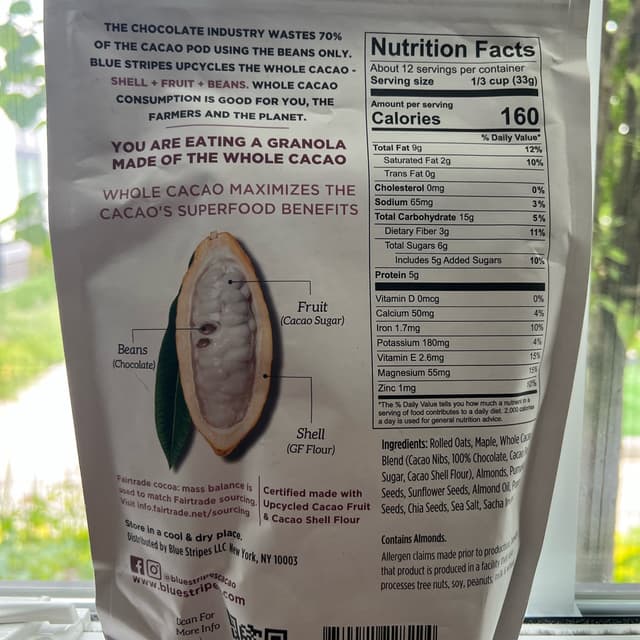 THE CHOCOLATE INDUSTRY WASTES 70%
OF THE CACAO POD USING THE BEANS ONLY.
BLUE STRIPES UPCYCLES THE WHOLE CACAO -
SHELL + FRUIT + BEANS. WHOLE CACAO
CONSUMPTION IS GOOD FOR YOU, THE
FARMERS AND THE PLANET.
YOU ARE EATING A GRANOLA
MADE OF THE WHOLE CACAO
WHOLE CACAO MAXIMIZES THE
CACAO'S SUPERFOOD BENEFITS
Fruit
(Cacao Sugar)
Beans
(Chocolate)
Shell
(GF Flour)
Fairtrade cocoa: mass balance is
used to match Fairtrade sourcing.
Visit Info.fairtrade.net/sourcing
Certified made with
Upcycled Cacao Fruit
& Cacao Shell Flour
Store in a cool & dry place.
Distributed by Blue Stripes LLC New York, NY 10003
@bluestripescacao
www.bluestripes.com
Scan For
More Info
Nutrition Facts
About 12 servings per container
Serving size 1/3 cup (33g)
Amount per serving
Calories 160
% Daily Value*
Total Fat 9g 12%
Saturated Fat 2g 10%
Trans Fat 0g
Cholesterol 0mg 0%
Sodium 65mg 3%
Total Carbohydrate 15g 5%
Dietary Fiber 3g 11%
Total Sugars 6g
Includes 5g Added Sugars 10%
Protein 5g
Vitamin D 0mcg 0%
Calcium 50mg 4%
Iron 1.7mg 10%
Potassium 180mg 4%
Vitamin E 2.6mg 15%
Magnesium 55mg 15%
Zinc 1mg 10%
*The % Daily Value tells you how much a nutrient in a
serving of food contributes to a daily diet. 2,000 calories
a day is used for general nutrition advice.
Ingredients: Rolled Oats, Maple, Whole Cacao
Blend (Cacao Nibs, 100% Chocolate, Cacao
Sugar, Cacao Shell Flour), Almonds,
Seeds, Sunflower Seeds, Almond Oil,
Seeds, Chia Seeds, Sea Salt, Sacha
Contains Almonds.
Allergen claims made prior to
that product is produced in a facility
processes tree nuts, soy, peanuts,